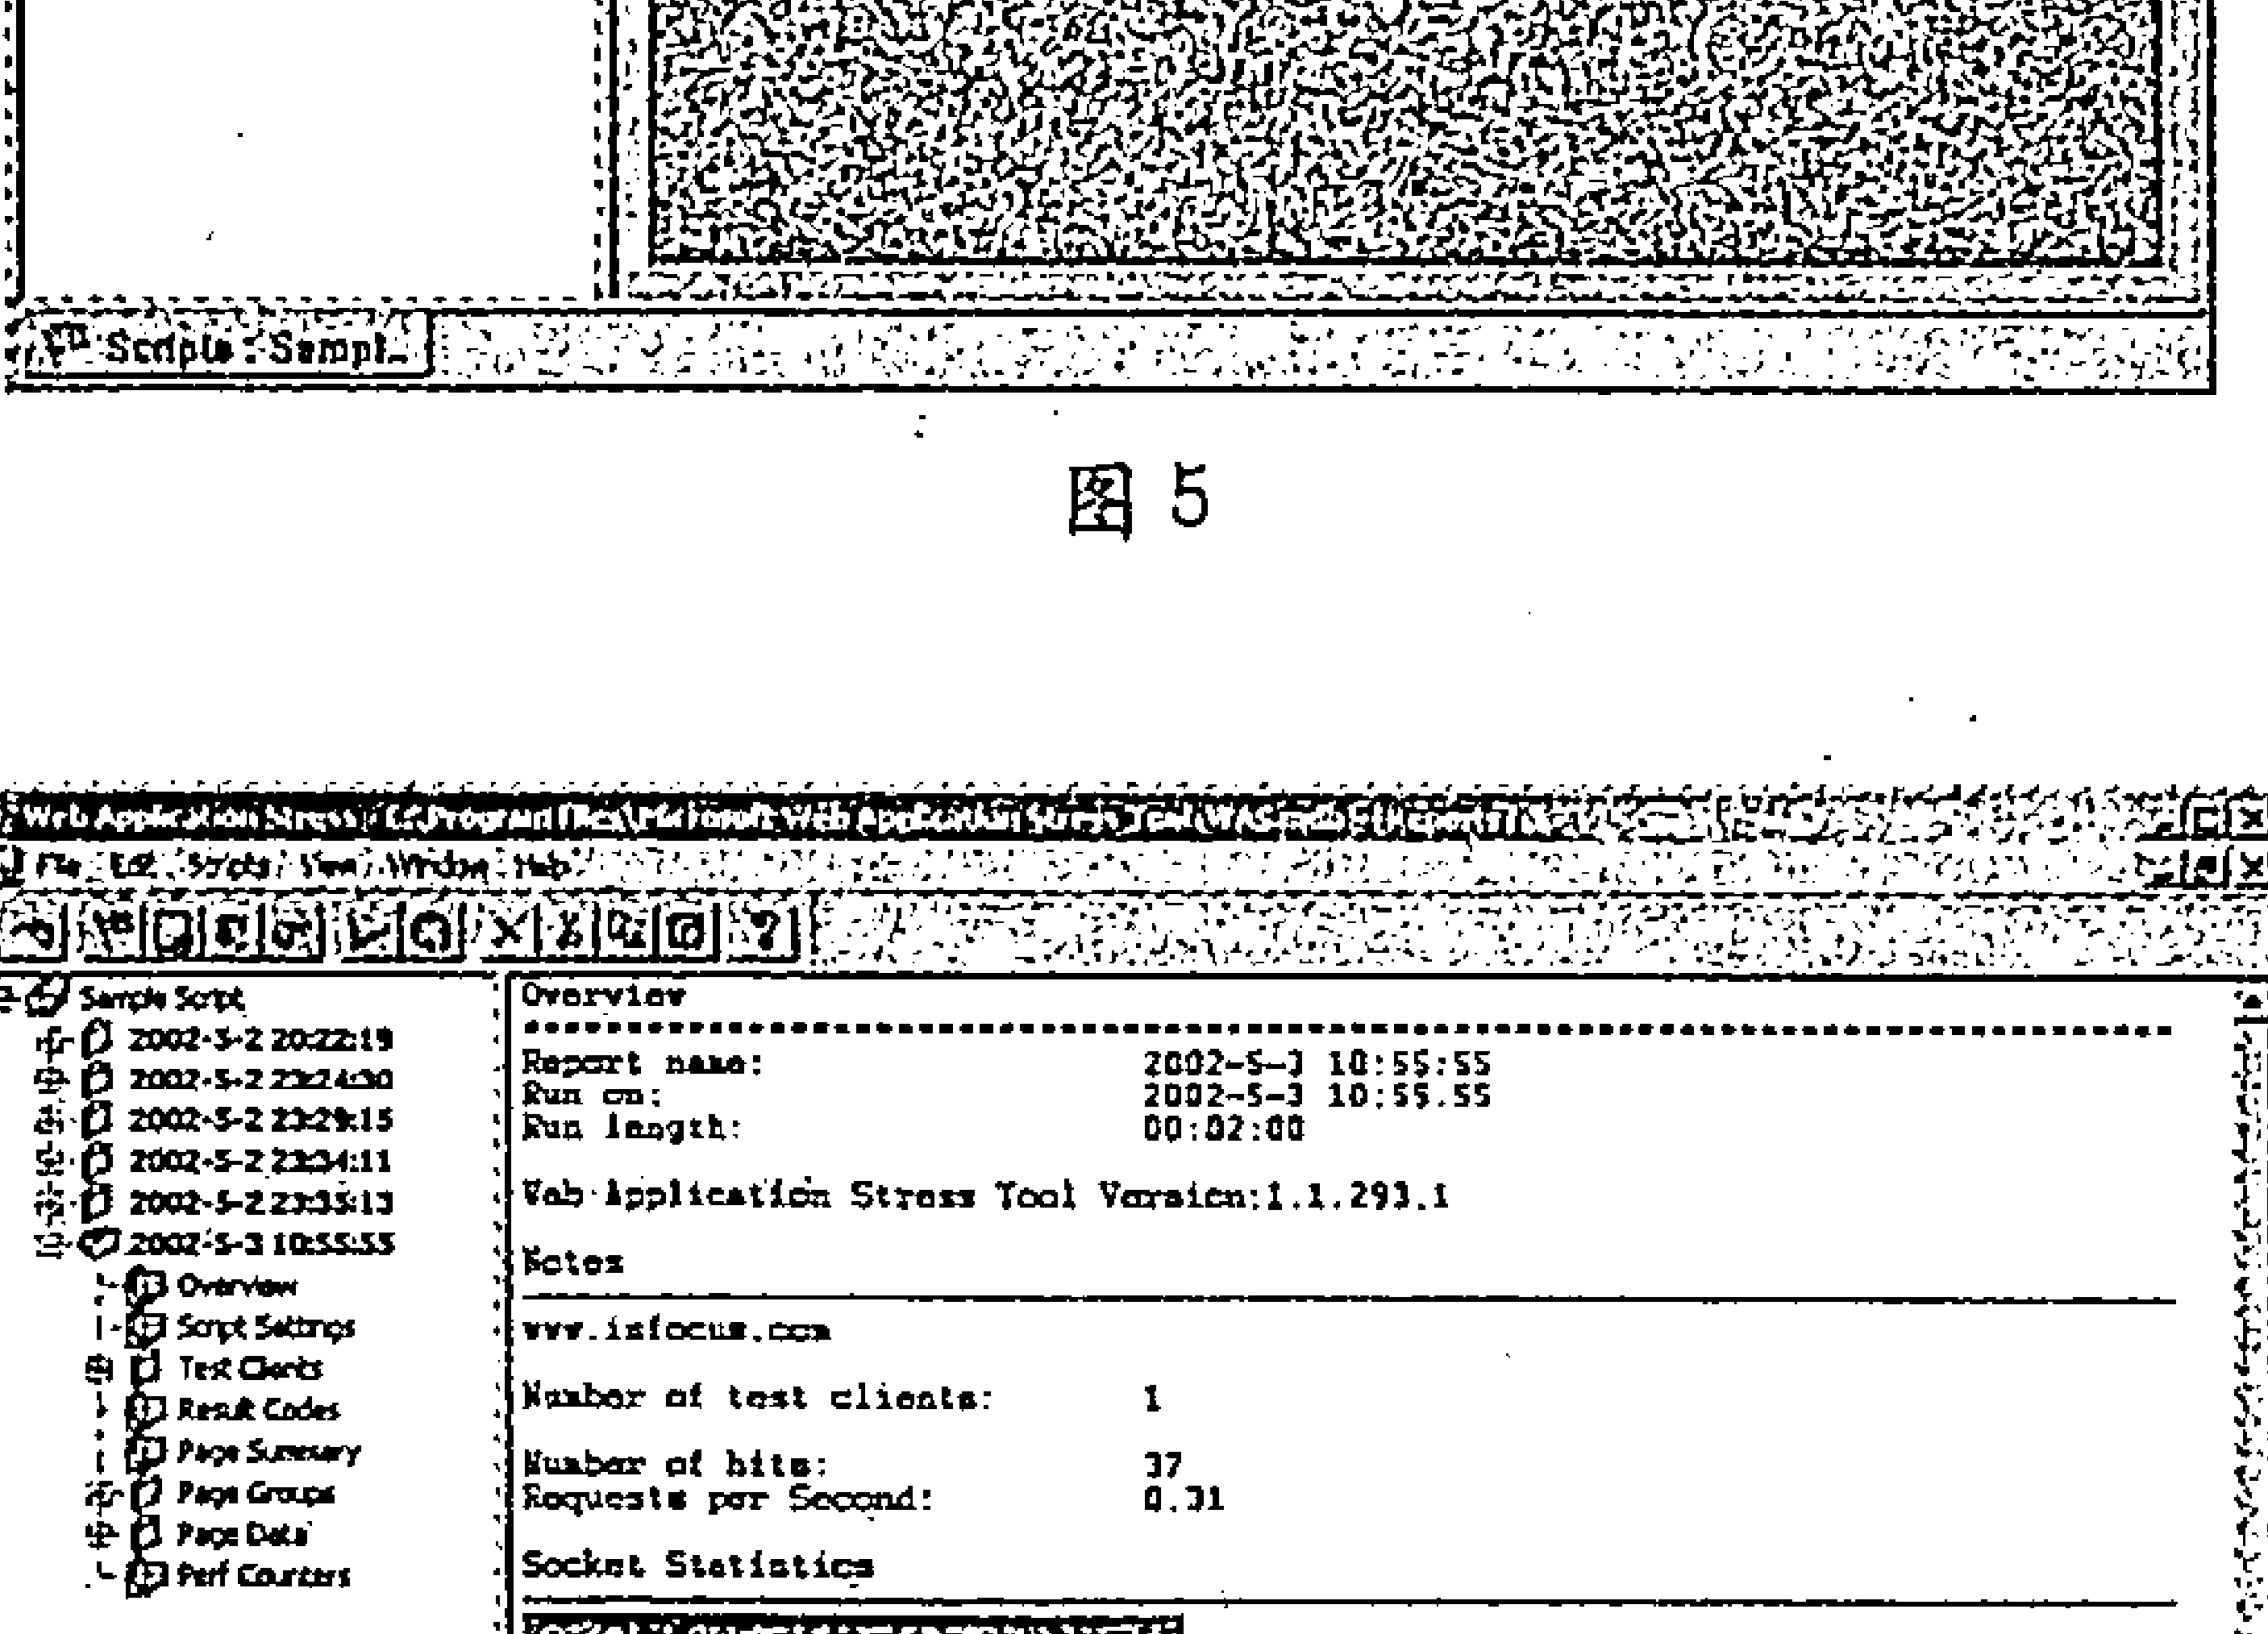 Scripts : Sampl..
图 5
Web Application Stress
File Edit Scripts View Window Help
Sample Script
2002-5-2 20:22:19
2002-5-2 23:24:30
2002-5-2 23:29:15
2002-5-2 23:34:11
2002-5-2 23:35:13
2002-5-3 10:55:55
Overview
Script Settings
Test Clients
Result Codes
Page Summary
Page Groups
Page Data
Perf Counters
Overview
Report name: 2002-5-3 10:55:55
Run on: 2002-5-3 10:55:55
Run length: 00:02:00
Web Application Stress Tool Version:1.1.293.1
Notes
Number of test clients: 1
Number of hits: 37
Requests per Second: 0.31
Socket Statistics